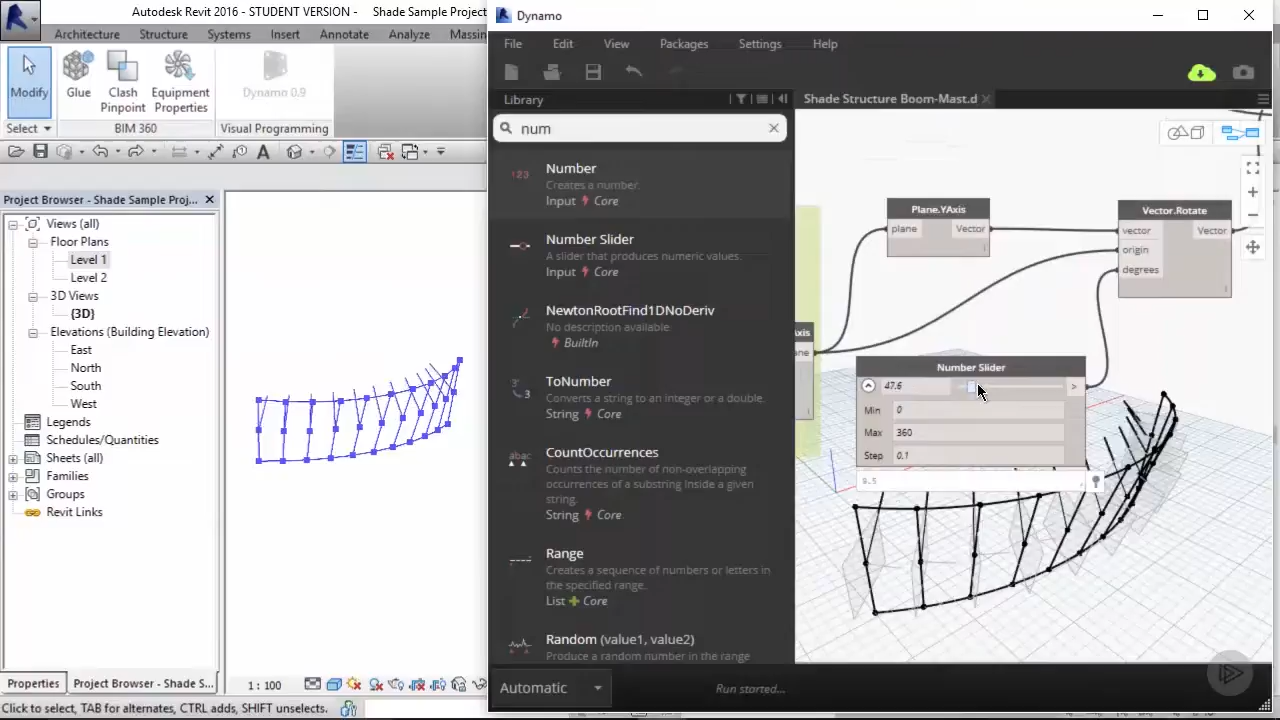 Autodesk Revit 2016 - STUDENT VERSION -
Shade Sample Project
Architecture
Structure
Systems
Insert
Annotate
Analyze
Massin
Modify
Glue
Clash
Pinpoint
Equipment
Properties
Dynamo 0.9
Select
BIM 360
Visual Programming
A
Project Browser - Shade Sample Proj...
Views (all)
Floor Plans
Level 1
Level 2
3D Views
{3D}
Elevations (Building Elevation)
East
North
South
West
Legends
Schedules/Quantities
Sheets (all)
Families
Groups
Revit Links
Properties
Project Browser - Shade S...
1 : 100
Click to select, TAB for alternates, CTRL adds, SHIFT unselects.
Dynamo
File
Edit
View
Packages
Settings
Help
Library
num
123
Number
Creates a number.
Input
Core
Number Slider
A slider that produces numeric values.
Input
Core
NewtonRootFind1DNoDeriv
No description available
BuiltIn
ToNumber
Converts a string to an integer or a double.
String
Core
abac
CountOccurrences
Counts the number of non-overlapping
occurrences of a substring inside a given
string.
String
Core
Range
Creates a sequence of numbers or letters in
the specified range.
List
Core
Random (value1, value2)
Produce a random number in the range
Automatic
Run started...
Shade Structure Boom-Mast.d
Plane.YAxis
plane
Vector
Vector.Rotate
vector
Vector
origin
degrees
Axis
ane
Number Slider
47.6
>
Min
0
Max
360
Step
0.1
9.5